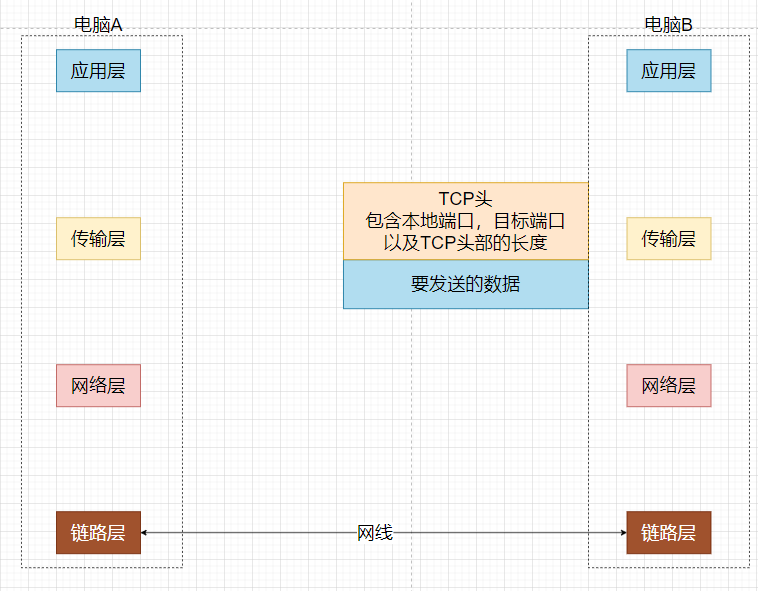 电脑A
电脑B
应用层
应用层
TCP头
包含本地端口，目标端口
以及TCP头部的长度
传输层
传输层
要发送的数据
网络层
网络层
链路层
网线
链路层